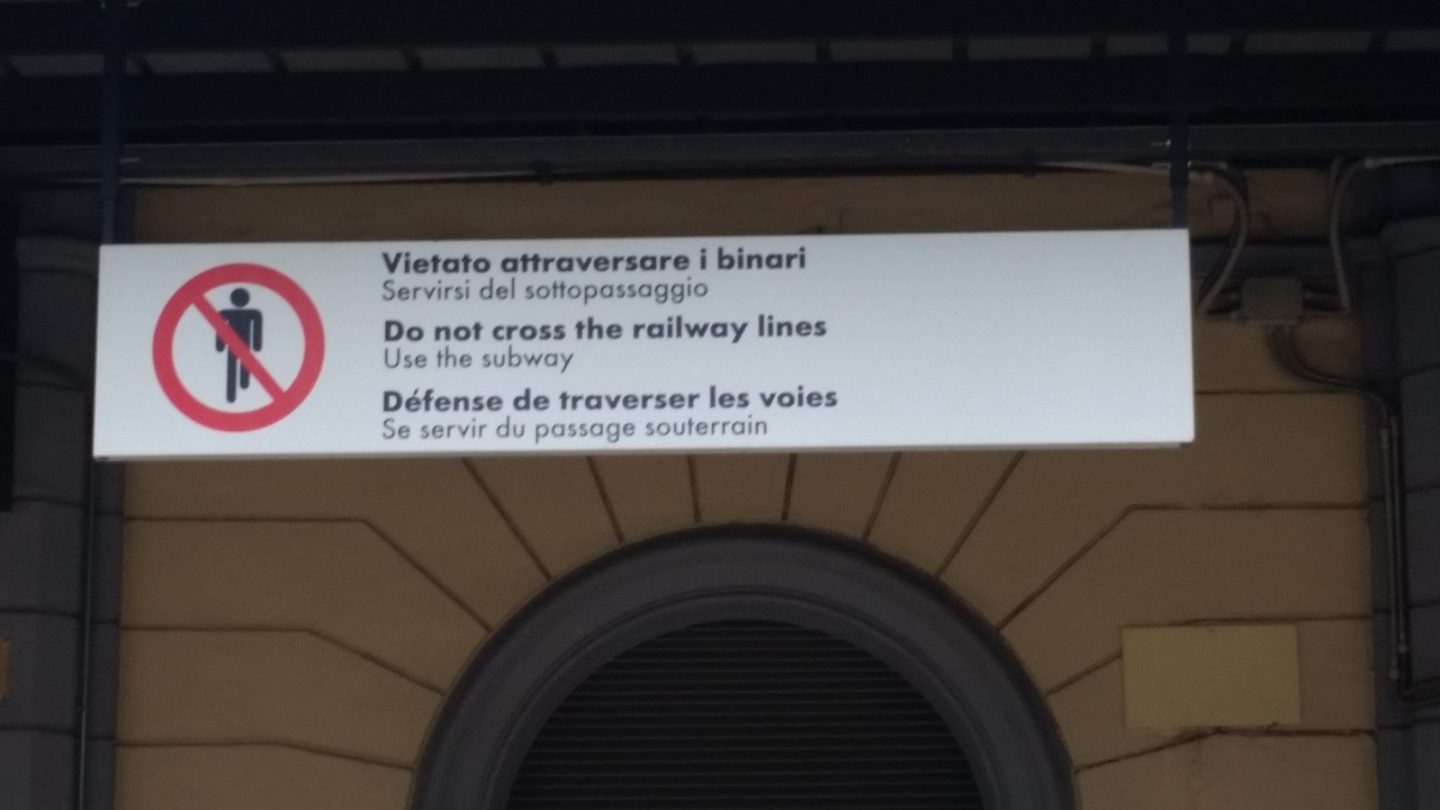 Vietato attraversare i binari
Servirsi del sottopassaggio
Do not cross the railway lines
Use the subway
Défense de traverser les voies
Se servir du passage souterrain